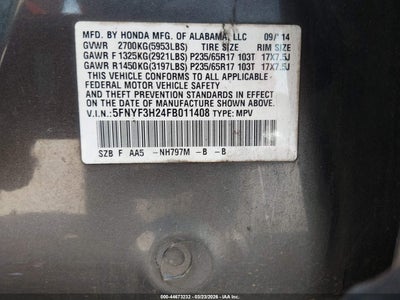 MFD. BY HONDA MFG. OF ALABAMA, LLC 09/14
GVWR 2700KG(5953LBS) TIRE SIZE RIM SIZE
GAWR F 1325KG(2921LBS) P235/65R17 103T 17X7.5J
GAWR R 1450KG(3197LBS) P235/65R17 103T 17X7.5J
THIS VEHICLE CONFORMS TO ALL APPLICABLE
FEDERAL MOTOR VEHICLE SAFETY AND
THEFT PREVENTION STANDARDS IN EFFECT ON
THE DATE OF MANUFACTURE SHOWN ABOVE.
V.I.N.: 5FNYF3H24FB011408 TYPE: MPV
SZB F AA5 -NH797M -B -B
© 000-44673232 - 03/23/2026 - IAAI